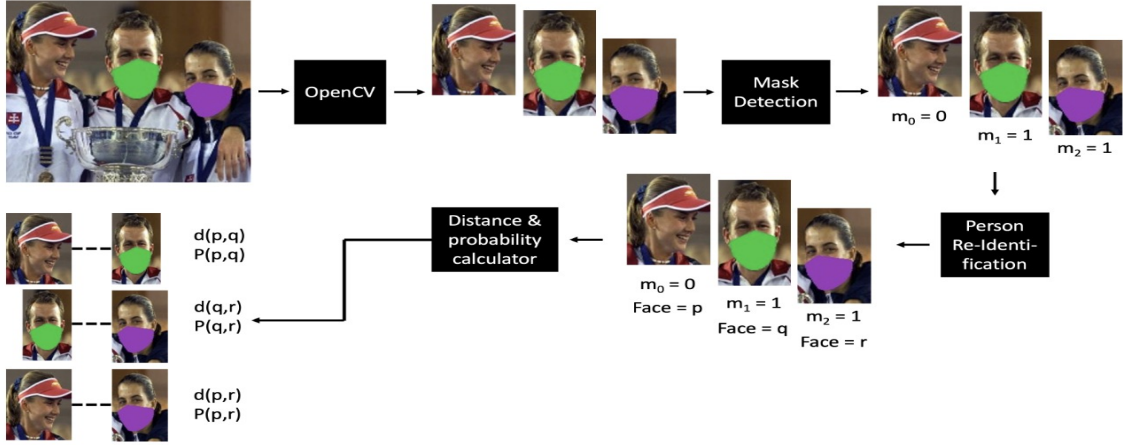 OpenCV
Mask
Detection
m₀ = 0
m₁ = 1
m₂ = 1
Person
Re-Identi-
fication
m₀ = 0
Face = p
m₁ = 1
Face = q
m₂ = 1
Face = r
Distance &
probability
calculator
d(p,q)
P(p,q)
d(q,r)
P(q,r)
d(p,r)
P(p,r)